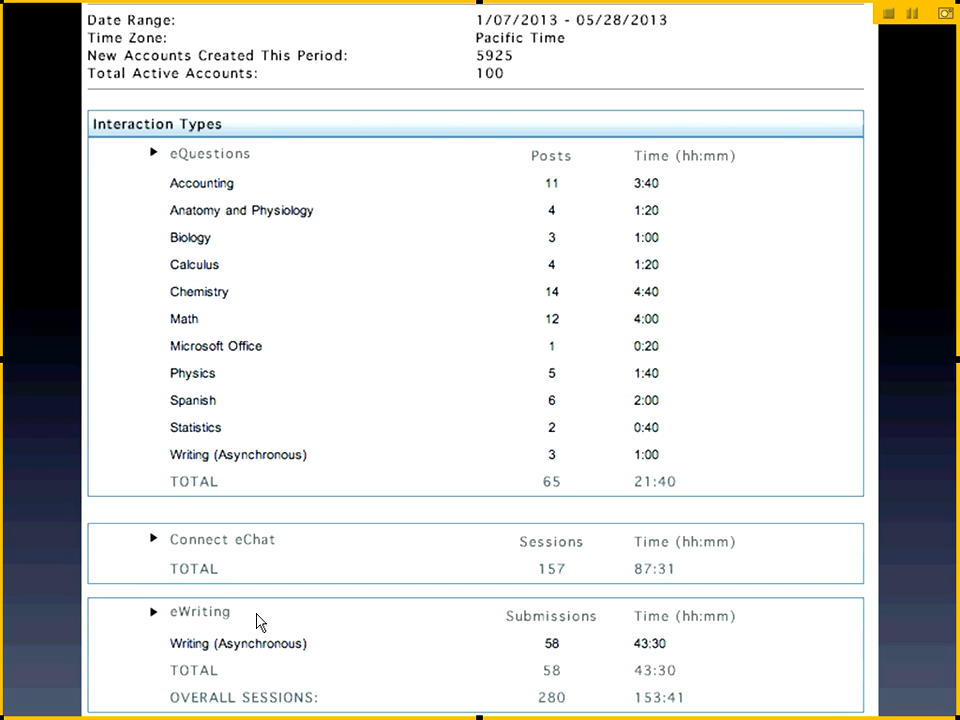 Date Range: 1/07/2013 - 05/28/2013
Time Zone: Pacific Time
New Accounts Created This Period: 5925
Total Active Accounts: 100
Interaction Types
eQuestions Posts Time (hh:mm)
Accounting 11 3:40
Anatomy and Physiology 4 1:20
Biology 3 1:00
Calculus 4 1:20
Chemistry 14 4:40
Math 12 4:00
Microsoft Office 1 0:20
Physics 5 1:40
Spanish 6 2:00
Statistics 2 0:40
Writing (Asynchronous) 3 1:00
TOTAL 65 21:40
Connect eChat Sessions Time (hh:mm)
TOTAL 157 87:31
eWriting Submissions Time (hh:mm)
Writing (Asynchronous) 58 43:30
TOTAL 58 43:30
OVERALL SESSIONS: 280 153:41